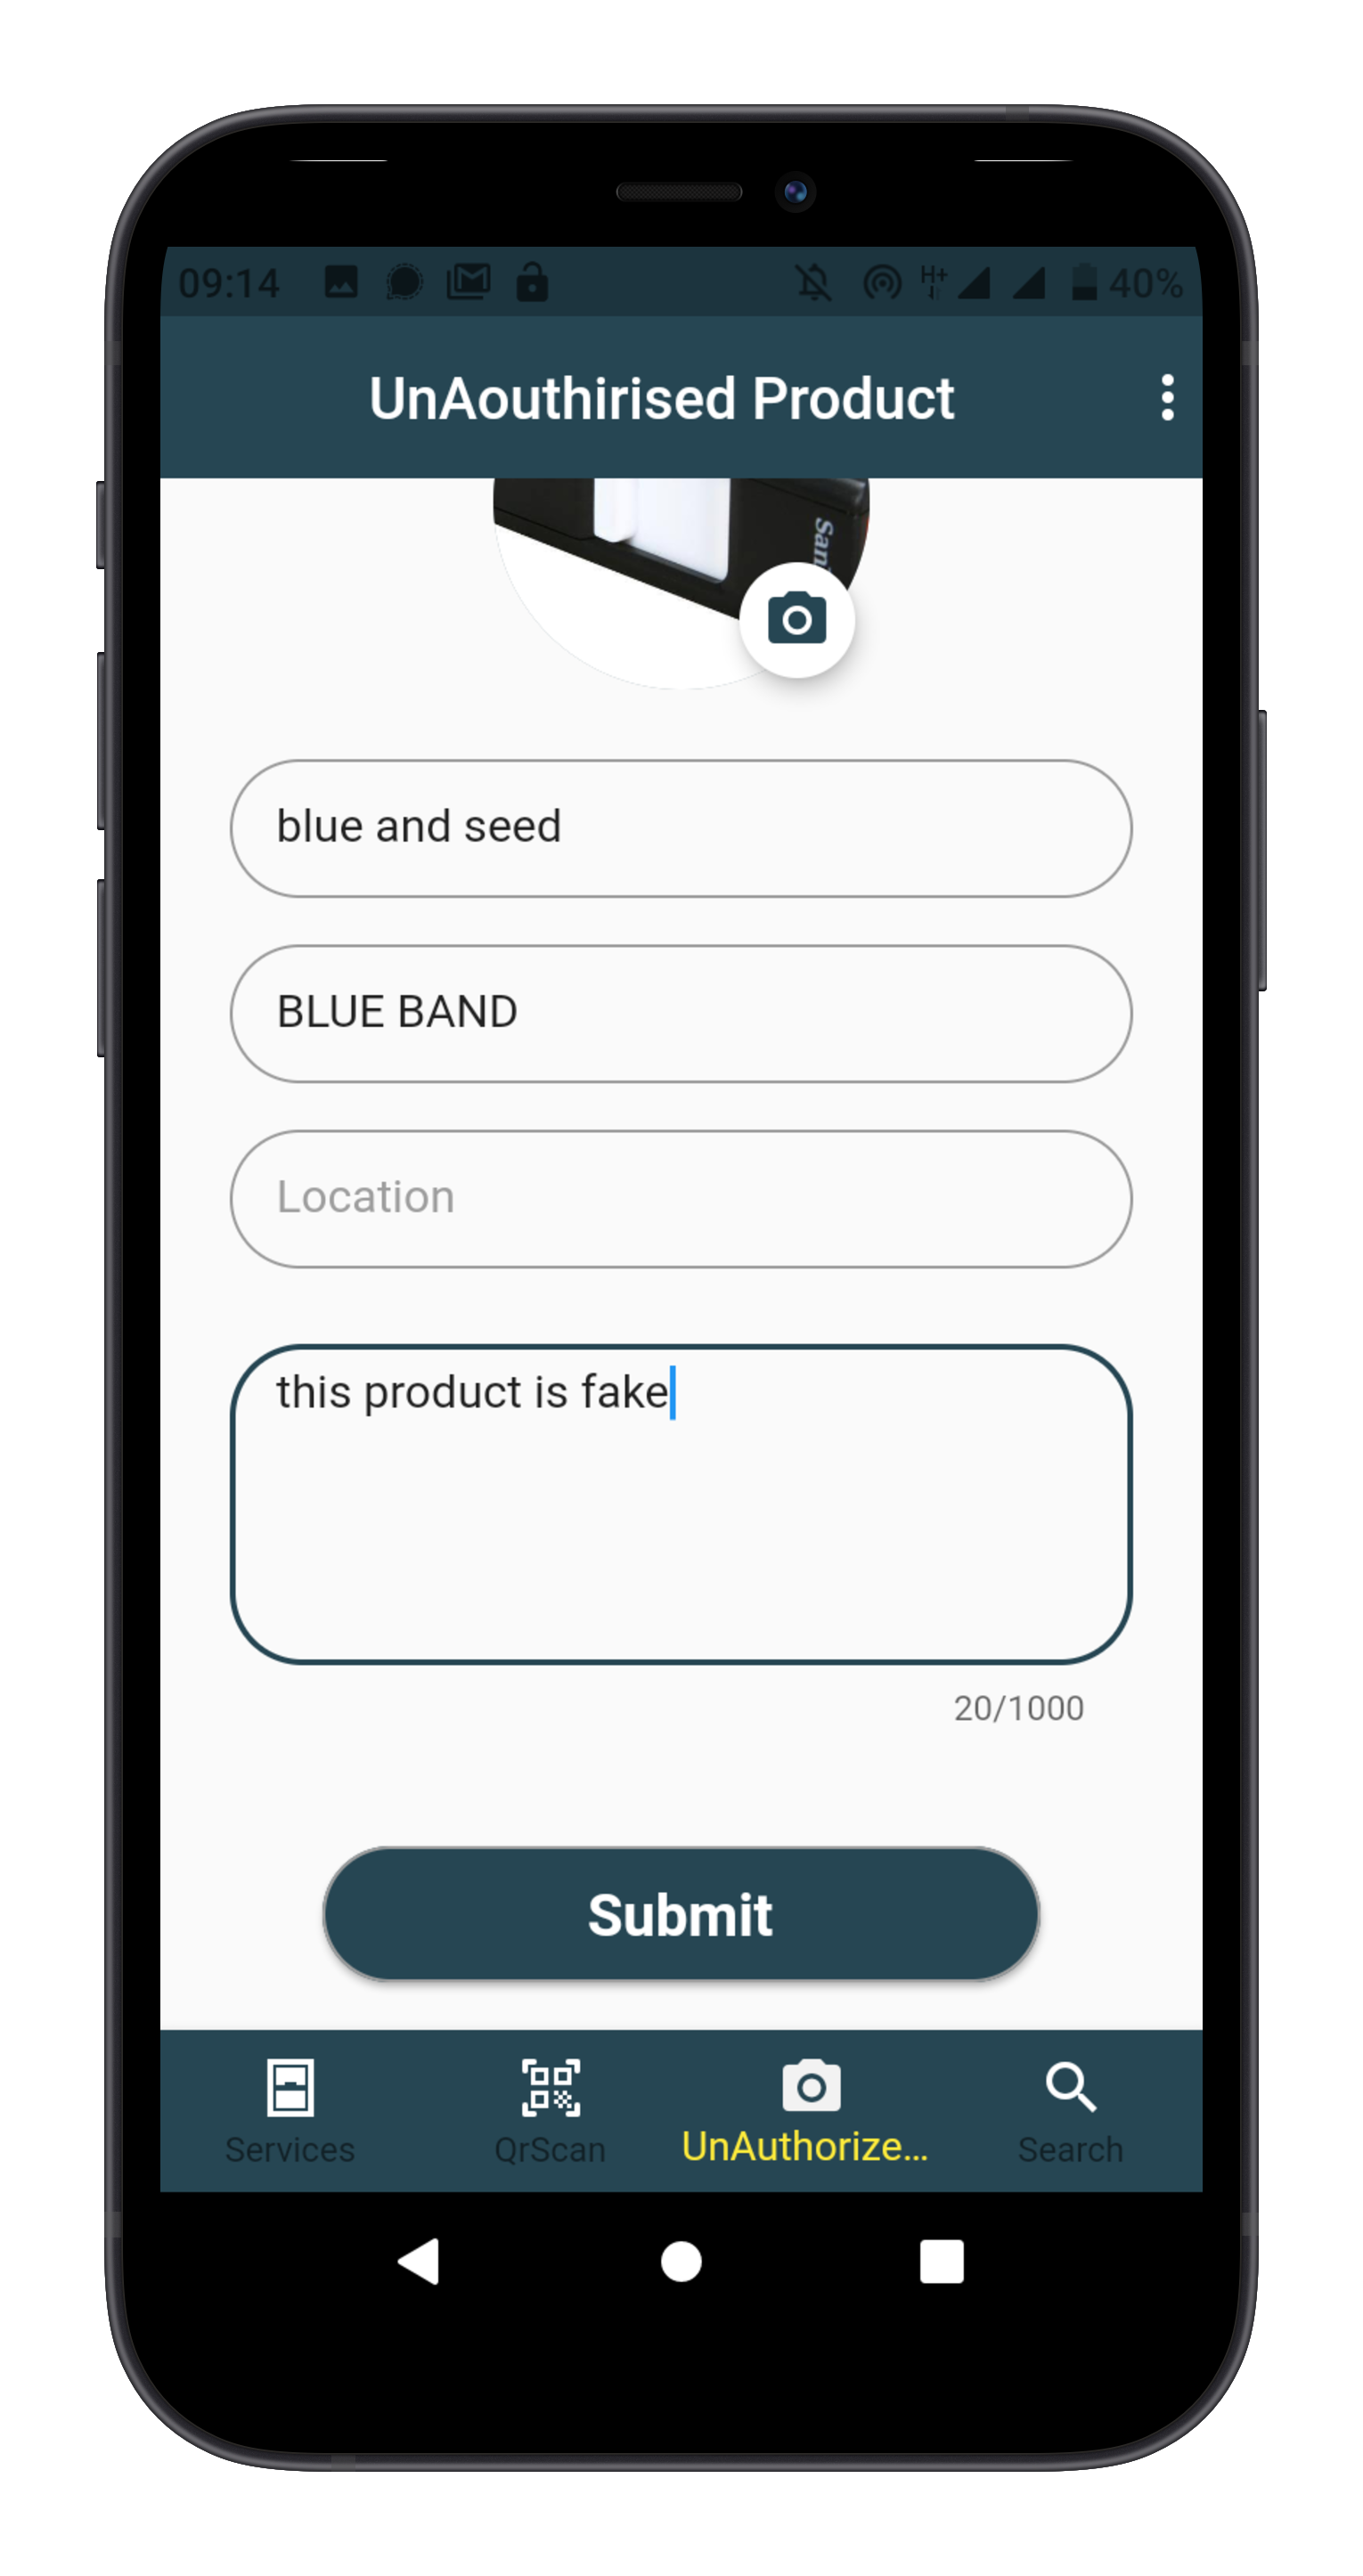 09:14 H+ 40%
UnAouthirised Product
San
blue and seed
BLUE BAND
Location
this product is fake
20/1000
Submit
Services QrScan UnAuthorize... Search